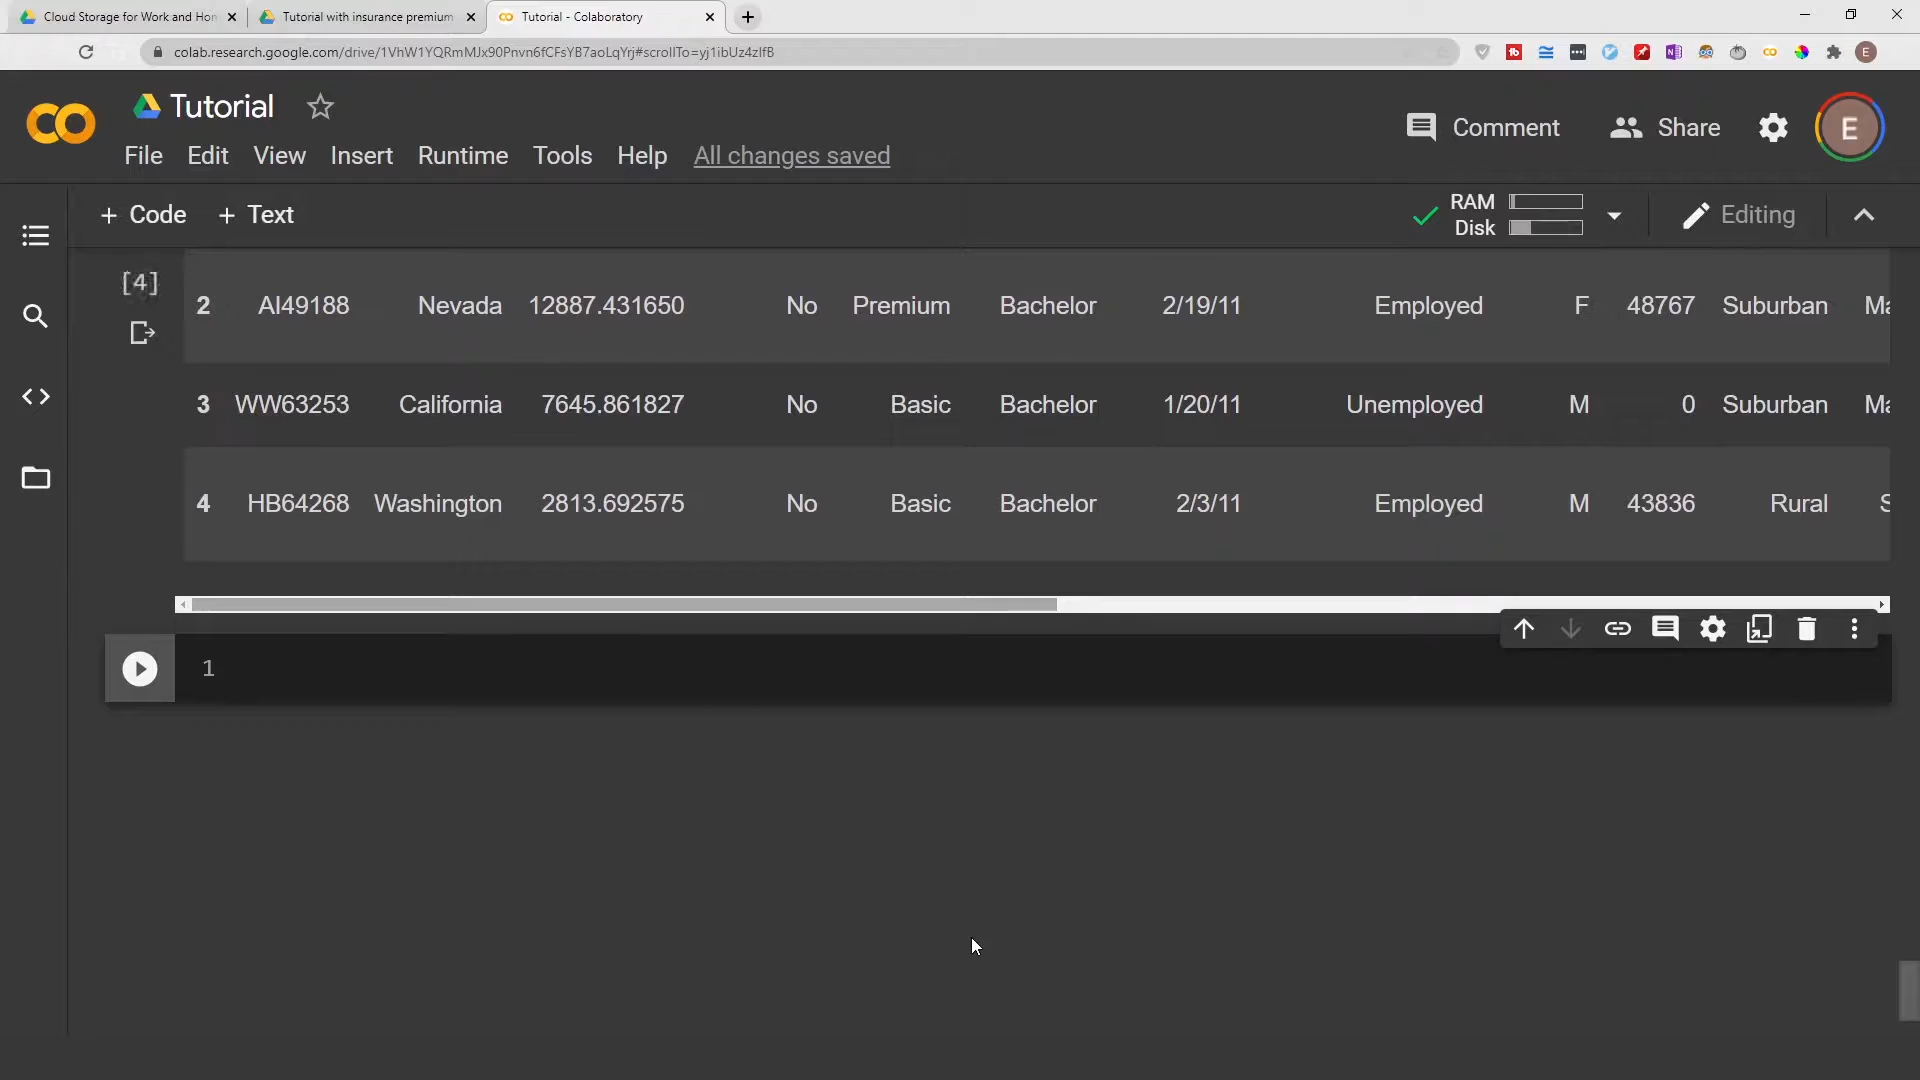 Cloud Storage for Work and Hon
Tutorial with insurance premium
Tutorial - Colaboratory
colab.research.google.com/drive/1VhW1YQRmMJx90Pnvn6fCFsYB7aoLqYrj#scrollTo=yj1ibUz4zIfB
Tutorial
Comment
Share
E
File Edit View Insert Runtime Tools Help All changes saved
+ Code + Text
RAM
Disk
Editing
[4]
2 AI49188 Nevada 12887.431650 No Premium Bachelor 2/19/11 Employed F 48767 Suburban Ma
3 WW63253 California 7645.861827 No Basic Bachelor 1/20/11 Unemployed M 0 Suburban Ma
4 HB64268 Washington 2813.692575 No Basic Bachelor 2/3/11 Employed M 43836 Rural S
1